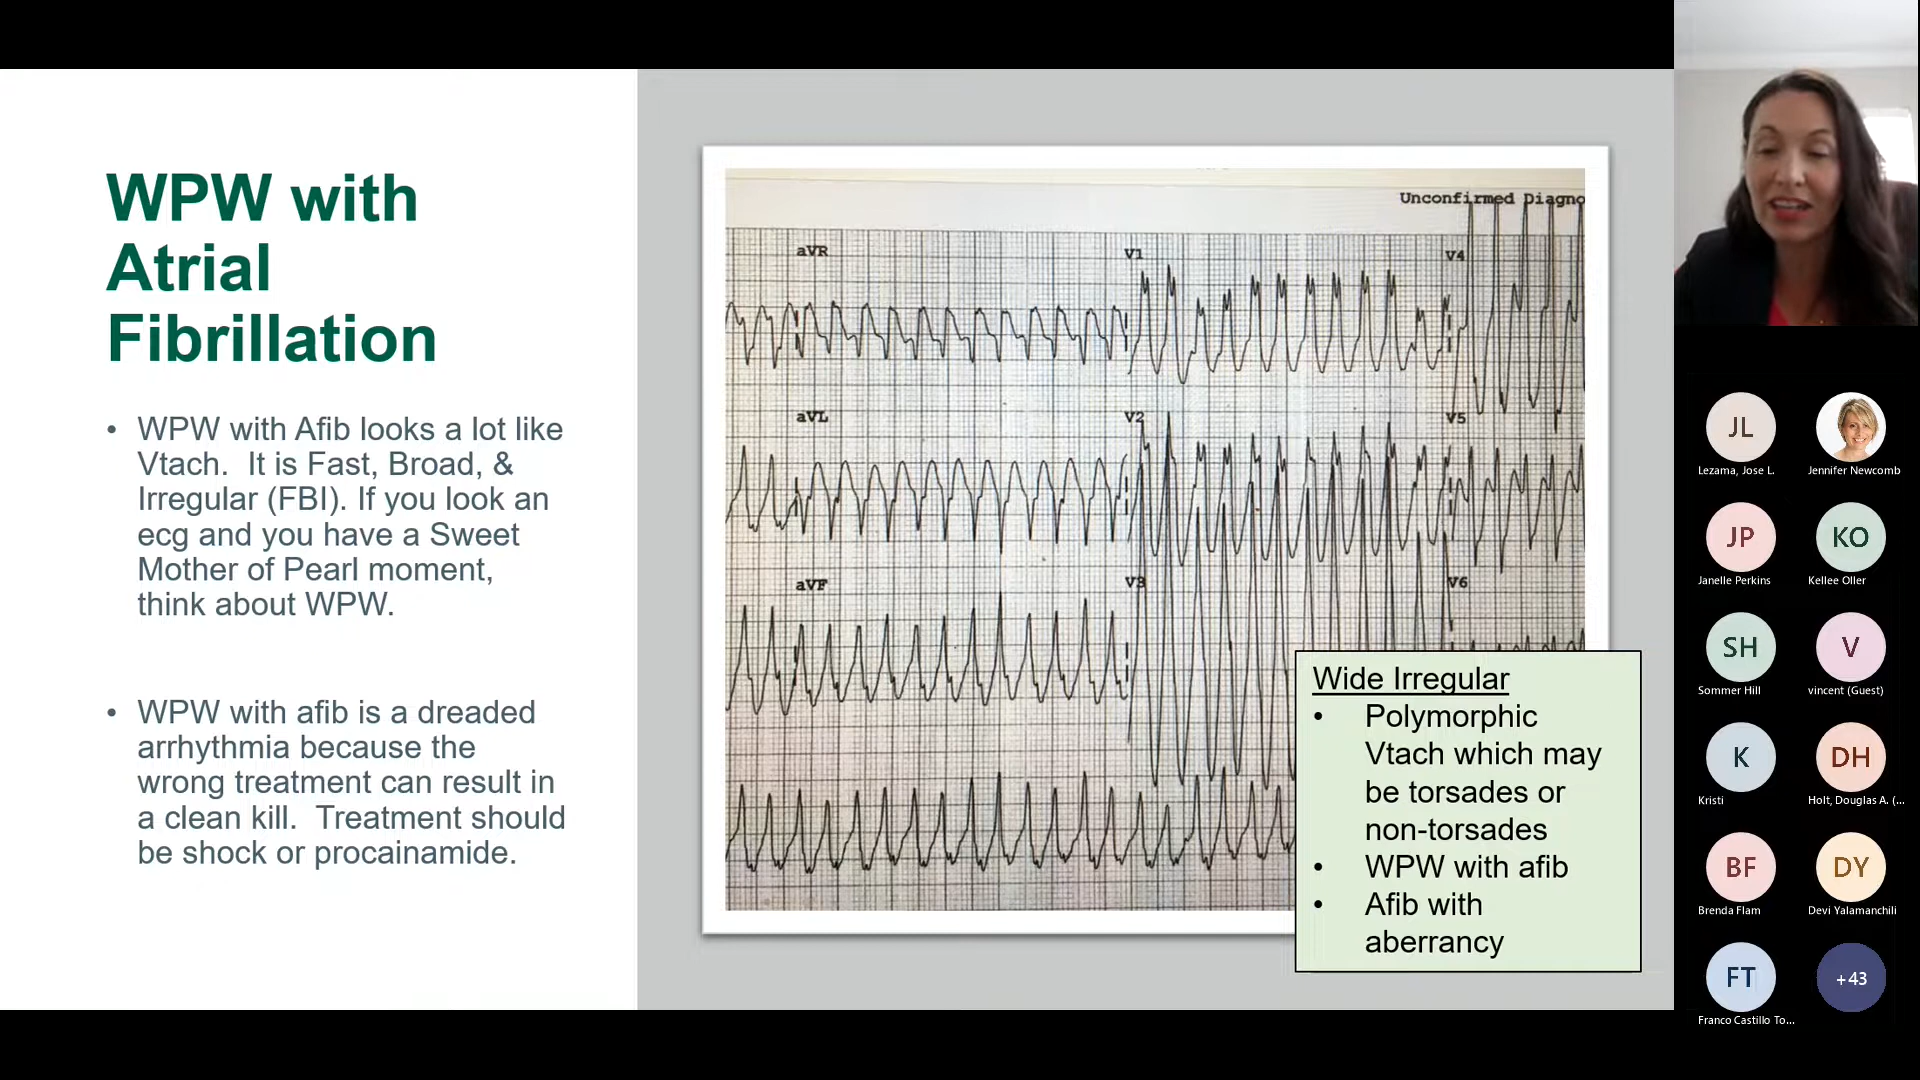 WPW with
Atrial
Fibrillation
• WPW with Afib looks a lot like
Vtach. It is Fast, Broad, &
Irregular (FBI). If you look an
ecg and you have a Sweet
Mother of Pearl moment,
think about WPW.
• WPW with afib is a dreaded
arrhythmia because the
wrong treatment can result in
a clean kill. Treatment should
be shock or procainamide.
Unconfirmed Diagno
aVR V1 V4
aVL V2 V5
aVF V3 V6
Wide Irregular
• Polymorphic
Vtach which may
be torsades or
non-torsades
• WPW with afib
• Afib with
aberrancy
JL
Lezama, Jose L.
Jennifer Newcomb
JP KO
Janelle Perkins Kellee Oller
SH V
Sommer Hill vincent (Guest)
K DH
Kristi Holt, Douglas A. (...
BF DY
Brenda Flam Devi Yalamanchili
FT +43
Franco Castillo To...